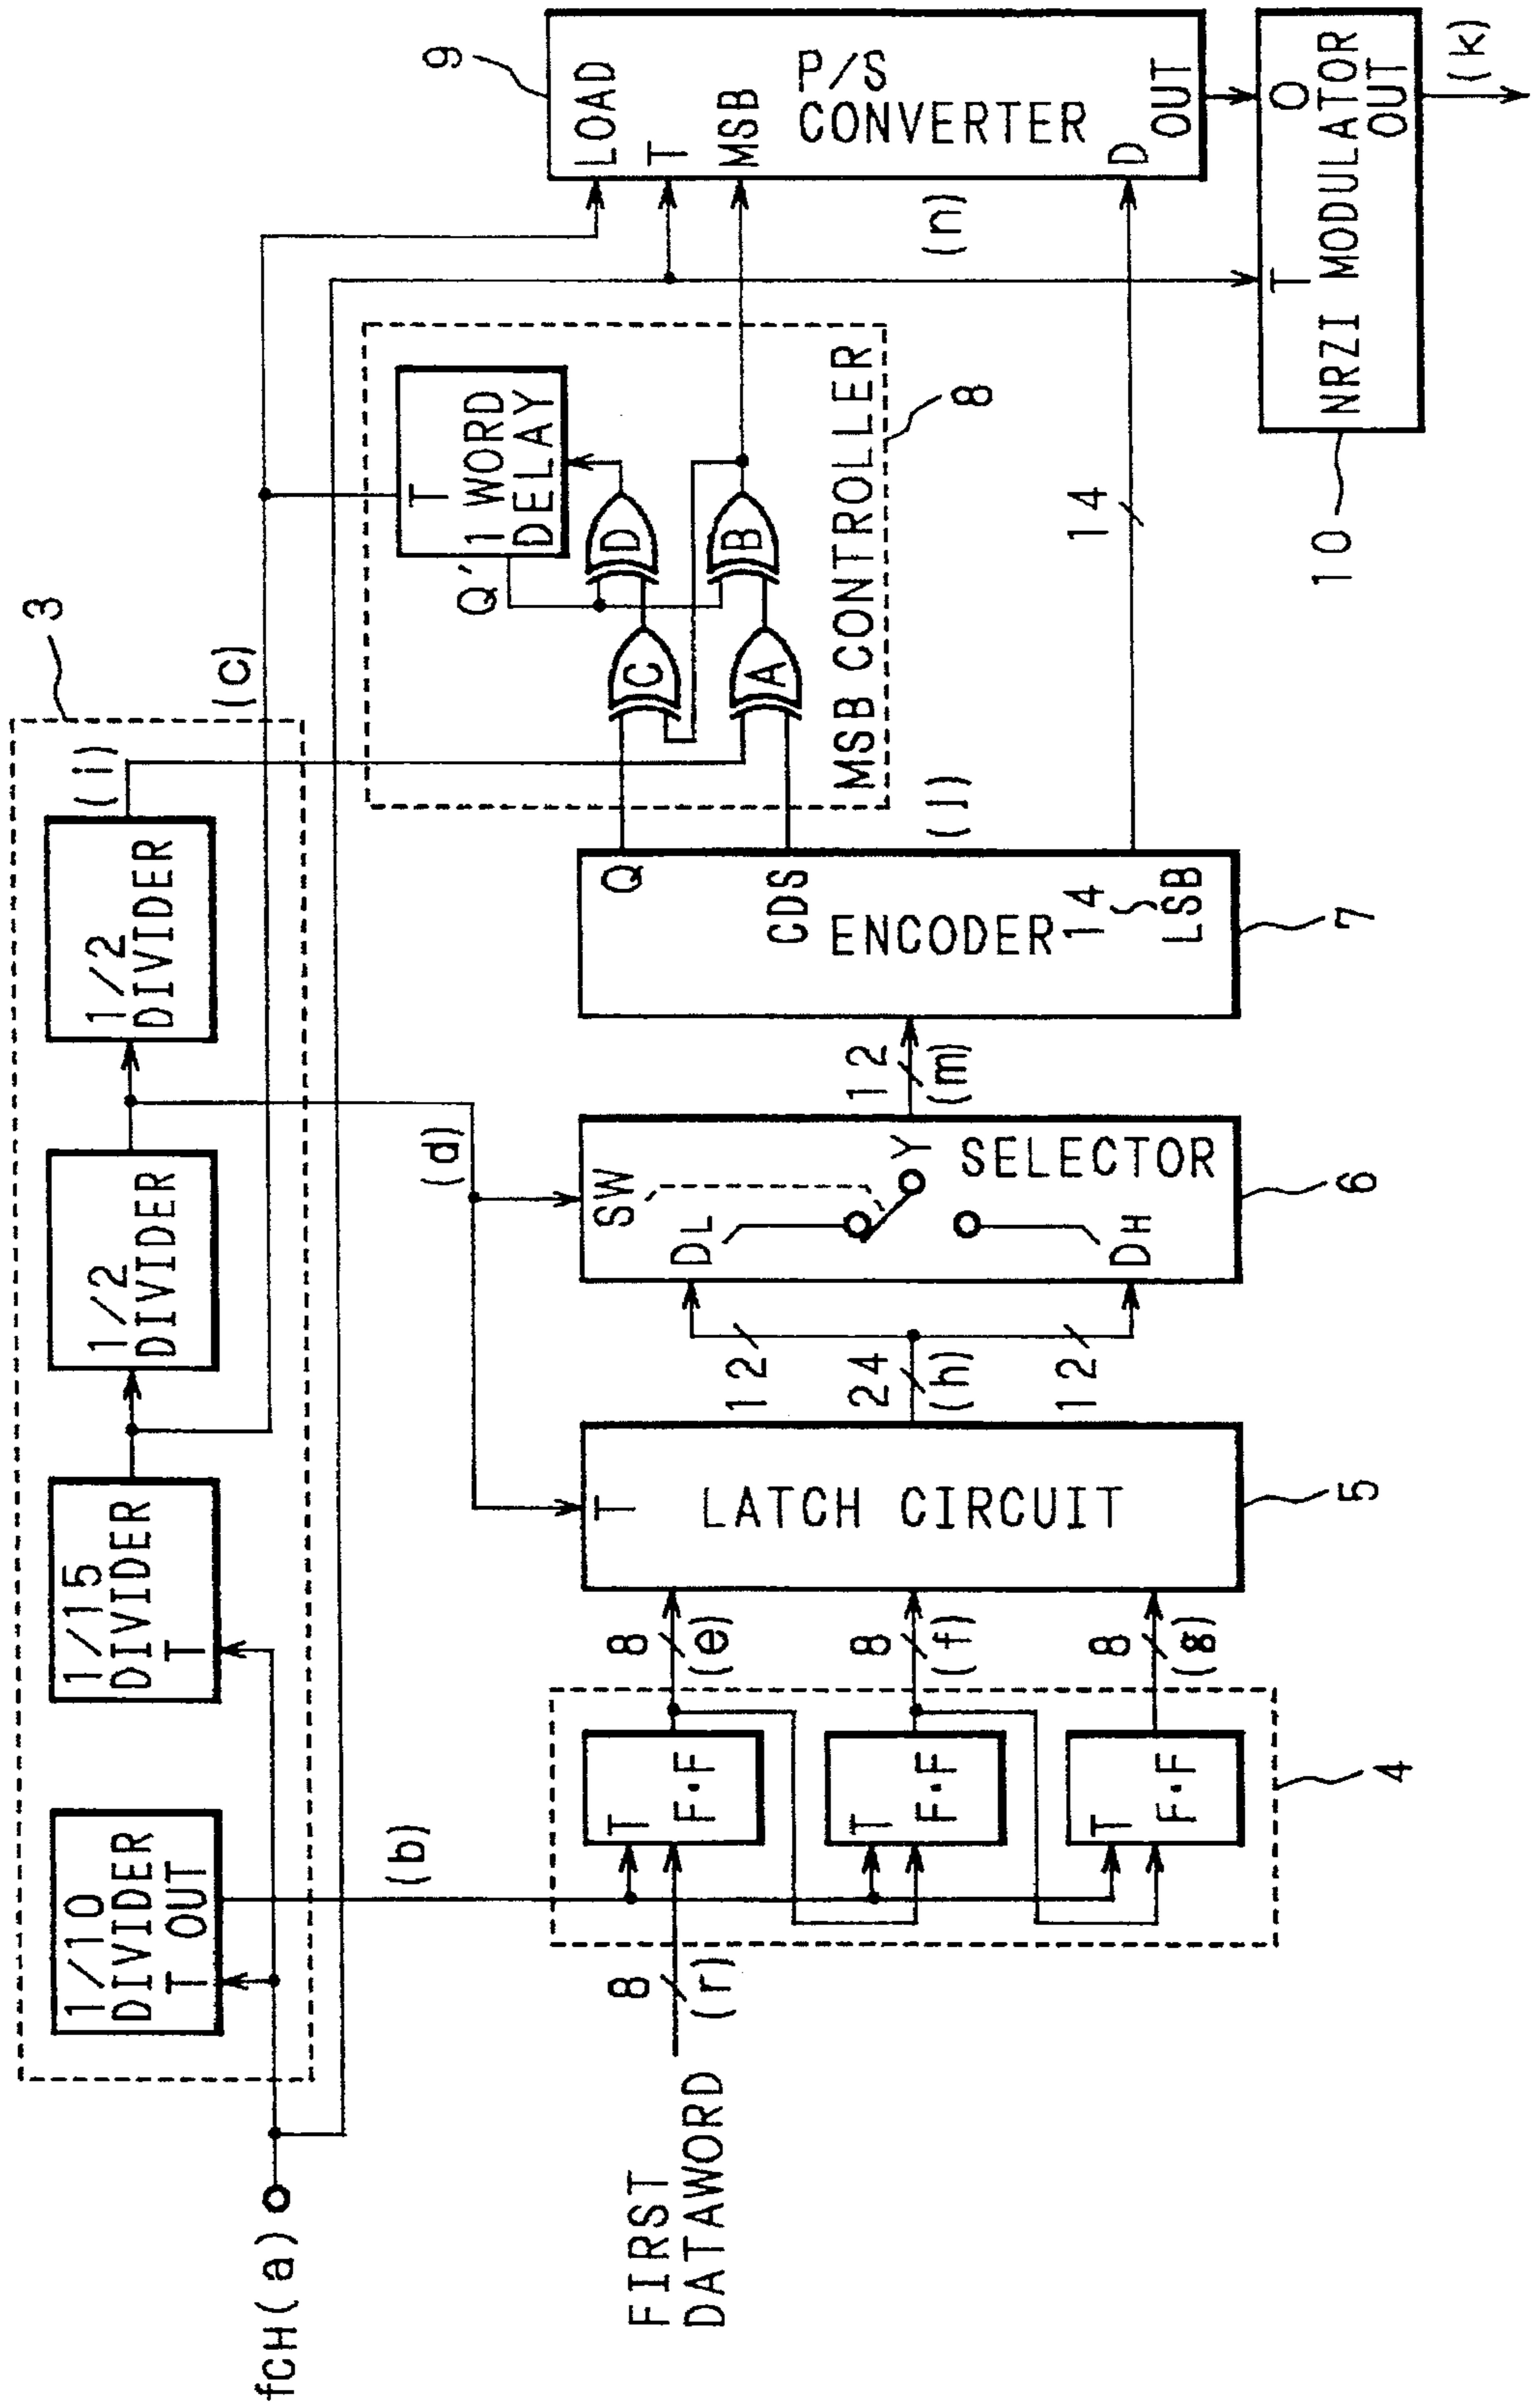 fCH(a)
3
1/10
DIVIDER
T OUT
1/15
DIVIDER
T
1/2
DIVIDER
1/2
DIVIDER
(i)
(b)
(d)
(c)
FIRST
DATAWORD
8
(r)
T
F·F
T
F·F
T
F·F
4
8
(e)
8
(f)
8
(g)
T
LATCH CIRCUIT
5
12
24
(h)
12
SW
DL
Y
SELECTOR
DH
6
12
(m)
Q
CDS
ENCODER
14
LSB
7
(j)
Q'
T
1 WORD
DELAY
C
D
A
B
MSB CONTROLLER
8
14
(n)
9
LOAD
T
MSB
P/S
CONVERTER
D
OUT
T
O
NRZI MODULATOR
OUT
10
(k)